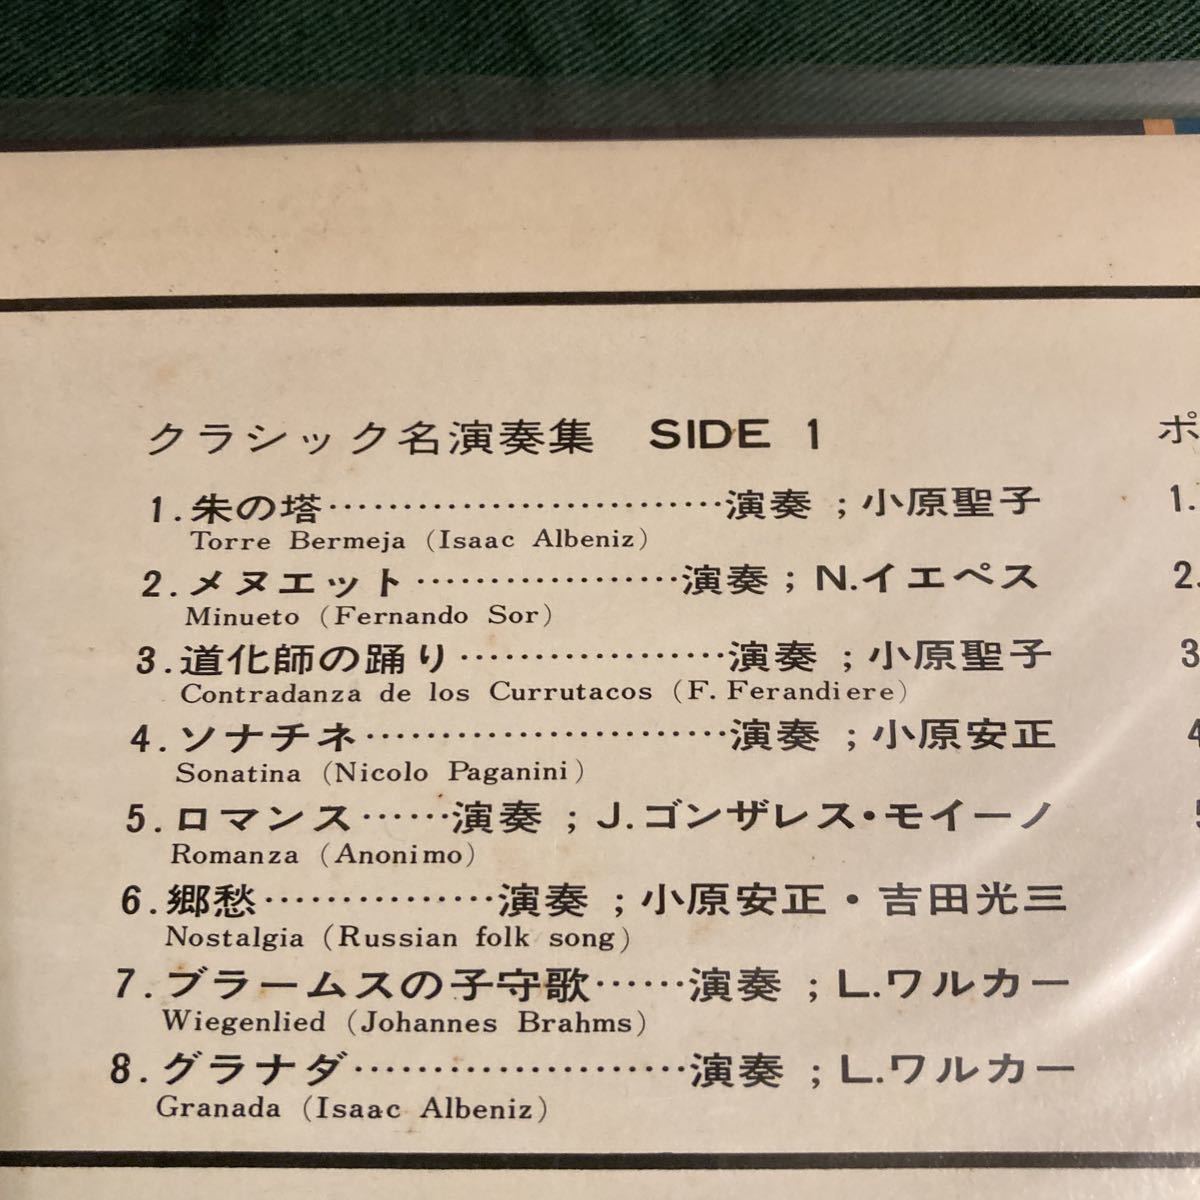 クラシック名演奏集 SIDE 1
1.朱の塔…………………………演奏 ; 小原聖子
Torre Bermeja (Isaac Albeniz)
2.メヌエット…………………演奏 ; N.イエペス
Minueto (Fernando Sor)
3.道化師の踊り…………………演奏 ; 小原聖子
Contradanza de los Currutacos (F. Ferandiere)
4.ソナチネ………………………演奏 ; 小原安正
Sonatina (Nicolo Paganini)
5.ロマンス……演奏 ; J.ゴンザレス・モイーノ
Romanza (Anonimo)
6.郷愁………………演奏 ; 小原安正・吉田光三
Nostalgia (Russian folk song)
7.ブラームスの子守歌……演奏 ; L.ワルカー
Wiegenlied (Johannes Brahms)
8.グラナダ……………………演奏 ; L.ワルカー
Granada (Isaac Albeniz)
ポ
1.
2.
3
4